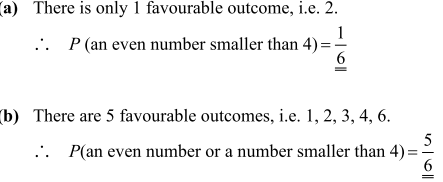 (a) There is only 1 favourable outcome, i.e. 2.
∴ P (an even number smaller than 4) = 1/6
(b) There are 5 favourable outcomes, i.e. 1, 2, 3, 4, 6.
∴ P(an even number or a number smaller than 4) = 5/6